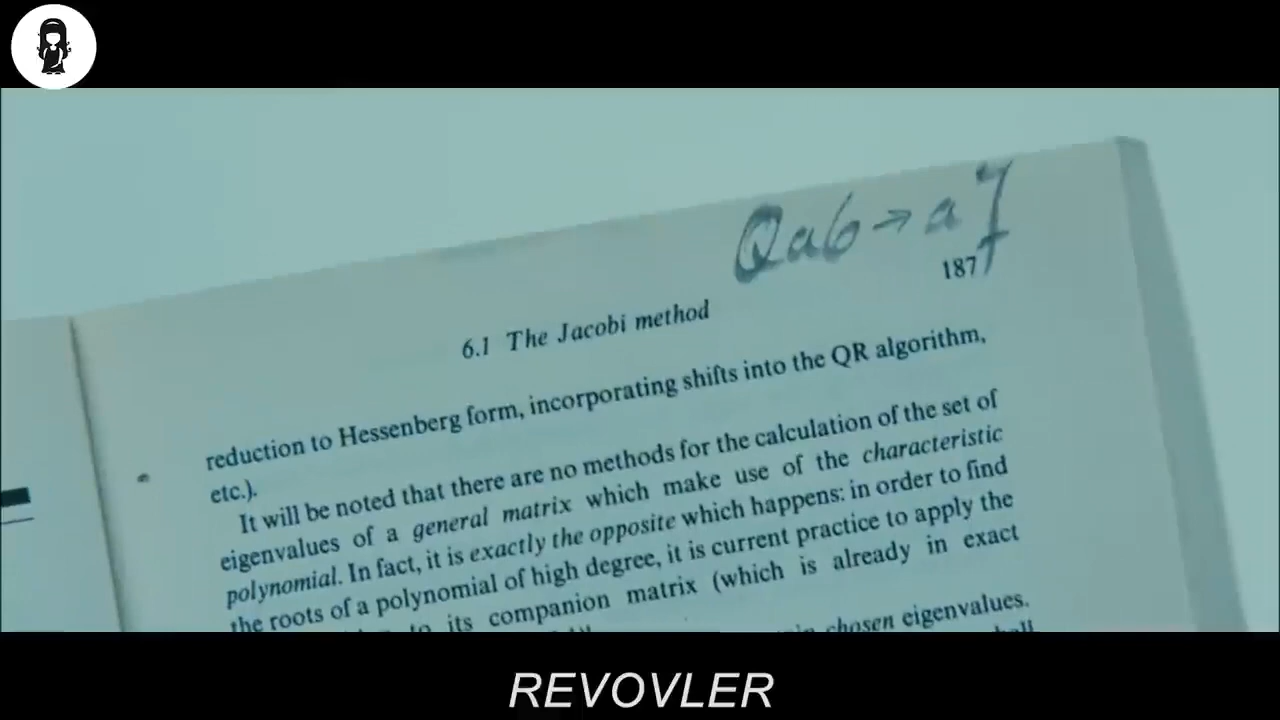 Qa6→a7
187
6.1 The Jacobi method
reduction to Hessenberg form, incorporating shifts into the QR algorithm,
etc.).
It will be noted that there are no methods for the calculation of the set of
eigenvalues of a general matrix which make use of the characteristic
polynomial. In fact, it is exactly the opposite which happens: in order to find
the roots of a polynomial of high degree, it is current practice to apply the
its companion matrix (which is already in exact
chosen eigenvalues.
REVOVLER